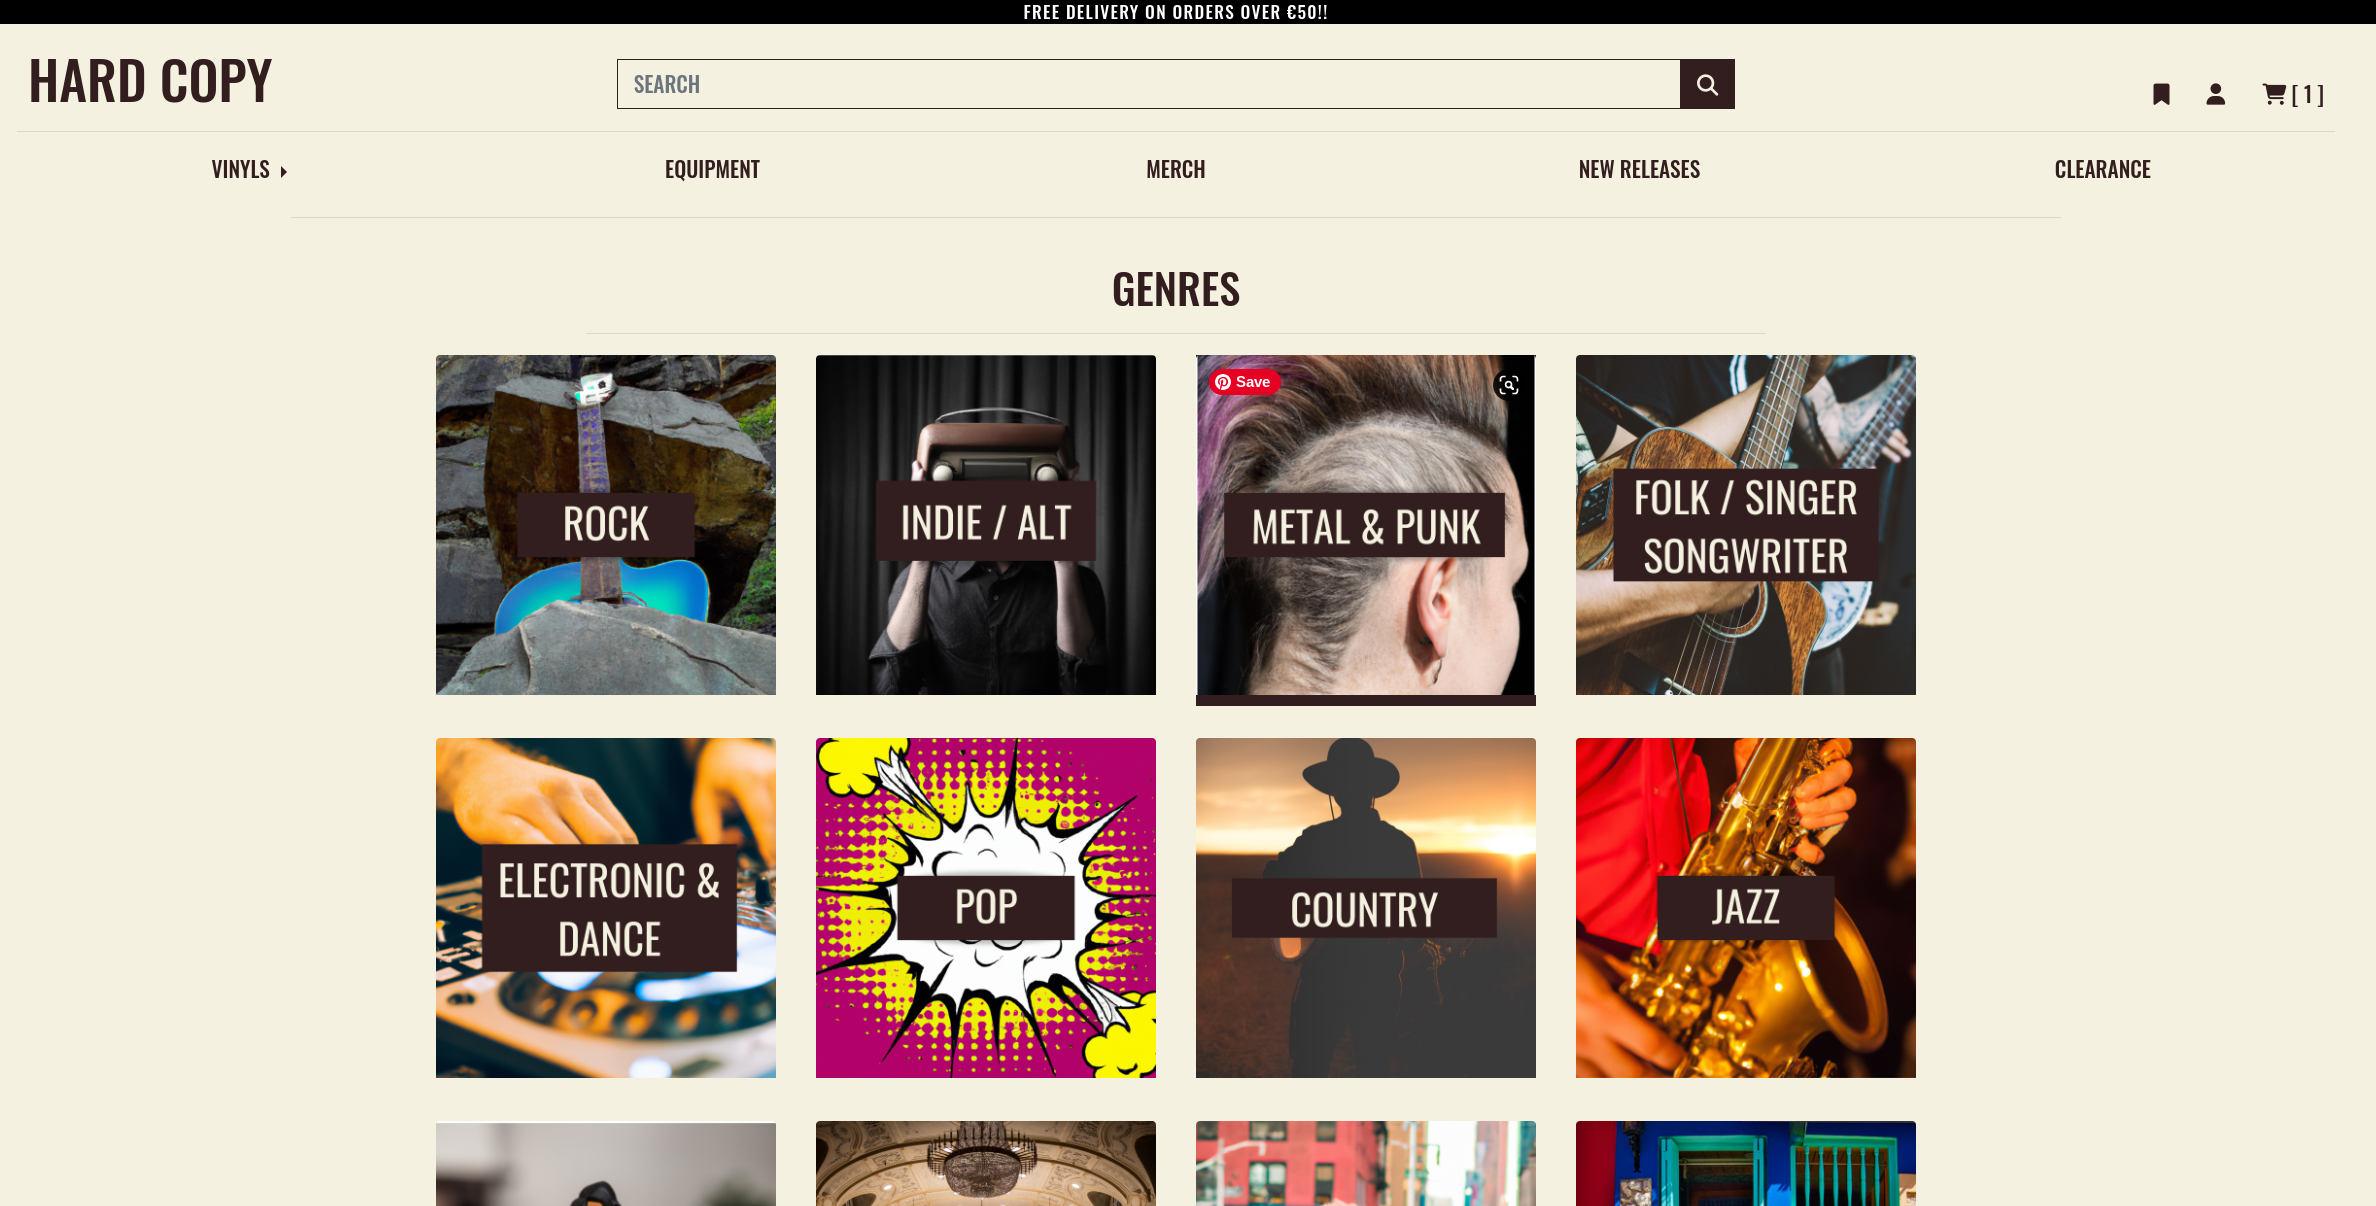 FREE DELIVERY ON ORDERS OVER €50!!
HARD COPY
SEARCH
[ 1 ]
VINYLS
EQUIPMENT
MERCH
NEW RELEASES
CLEARANCE
GENRES
ROCK
INDIE / ALT
Save
METAL & PUNK
FOLK / SINGER
SONGWRITER
ELECTRONIC &
DANCE
POP
COUNTRY
JAZZ